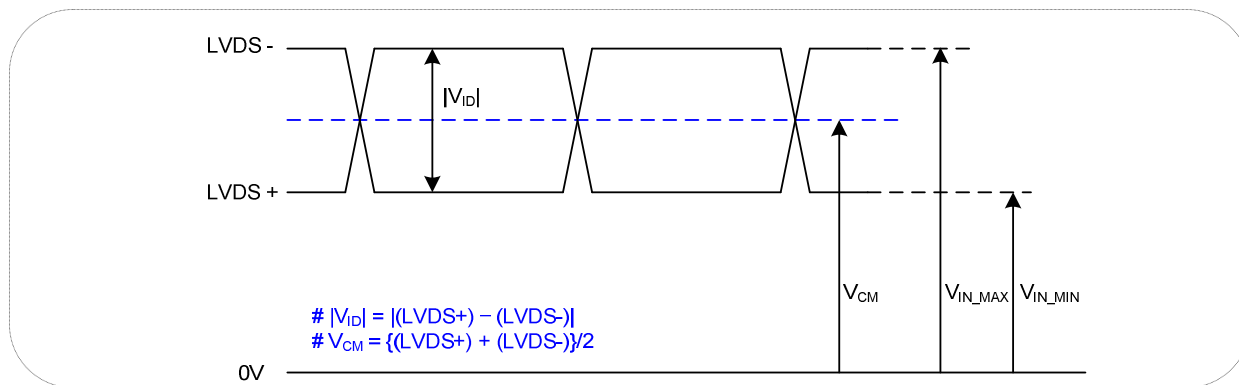 LVDS -
|VID|
LVDS +
VCM
VIN_MAX
VIN_MIN
# |VID| = |(LVDS+) – (LVDS-)|
# VCM = {(LVDS+) + (LVDS-)}/2
0V